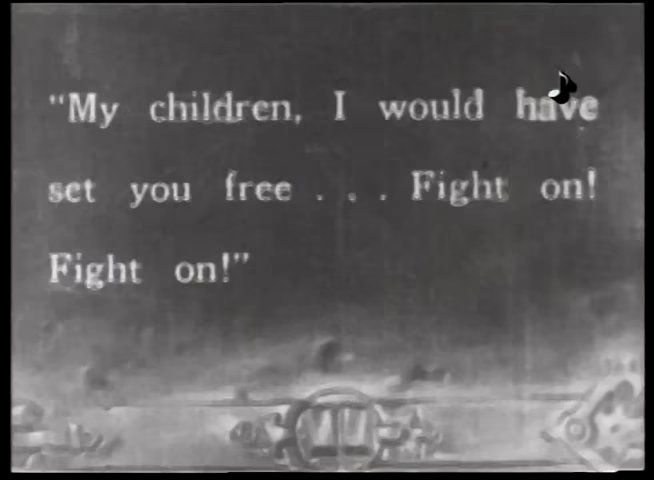 "My children, I would have
set you free . . . Fight on!
Fight on!"